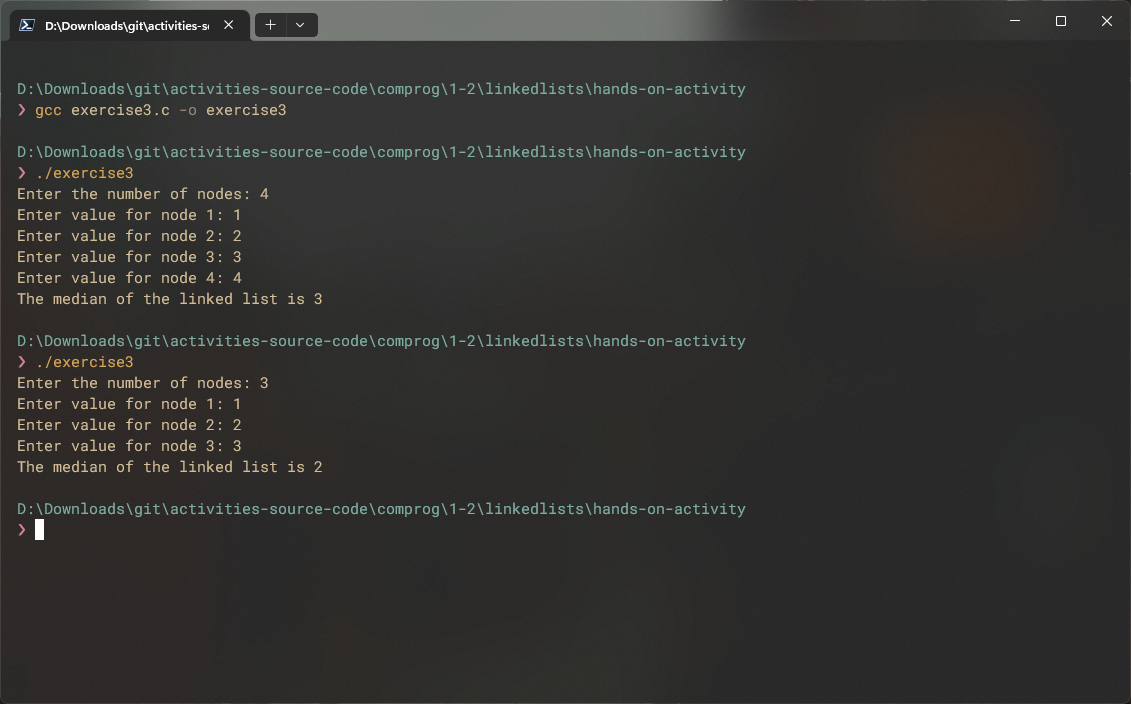 D:\Downloads\git\activities-s
D:\Downloads\git\activities-source-code\comprog\1-2\linkedlists\hands-on-activity
❯ gcc exercise3.c -o exercise3
D:\Downloads\git\activities-source-code\comprog\1-2\linkedlists\hands-on-activity
❯ ./exercise3
Enter the number of nodes: 4
Enter value for node 1: 1
Enter value for node 2: 2
Enter value for node 3: 3
Enter value for node 4: 4
The median of the linked list is 3
D:\Downloads\git\activities-source-code\comprog\1-2\linkedlists\hands-on-activity
❯ ./exercise3
Enter the number of nodes: 3
Enter value for node 1: 1
Enter value for node 2: 2
Enter value for node 3: 3
The median of the linked list is 2
D:\Downloads\git\activities-source-code\comprog\1-2\linkedlists\hands-on-activity
❯